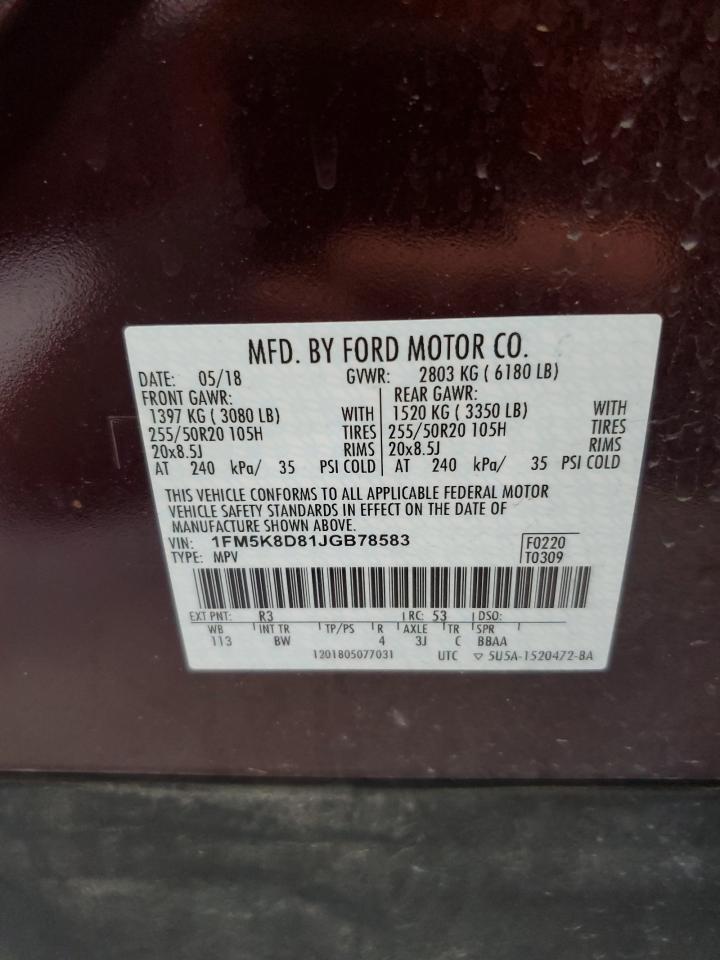 MFD. BY FORD MOTOR CO.
DATE: 05/18 GVWR: 2803 KG ( 6180 LB)
FRONT GAWR: REAR GAWR:
1397 KG ( 3080 LB) WITH 1520 KG ( 3350 LB) WITH
255/50R20 105H TIRES 255/50R20 105H TIRES
20x8.5J RIMS 20x8.5J RIMS
AT 240 kPa/ 35 PSI COLD AT 240 kPa/ 35 PSI COLD
THIS VEHICLE CONFORMS TO ALL APPLICABLE FEDERAL MOTOR
VEHICLE SAFETY STANDARDS IN EFFECT ON THE DATE OF
MANUFACTURE SHOWN ABOVE.
VIN: 1FM5K8D81JGB78583 F0220
TYPE: MPV T0309
EXT PNT: R3 RC: 53 DSO:
WB INT TR TP/PS R AXLE TR SPR
113 BW 4 3J C BBAA
1201805077031 UTC ▽ 5U5A-1520472-BA